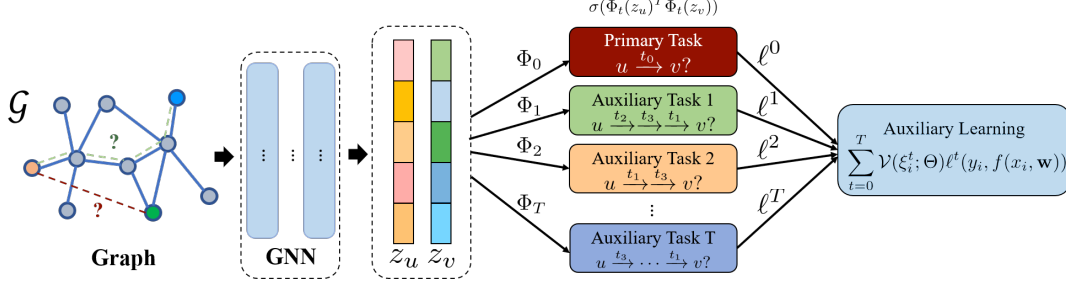 σ(Φ_t(z_u)^T Φ_t(z_v))
Primary Task
u →^{t_0} v?
Φ_0
ℓ^0
𝒢
?
?
Graph
... ...
GNN
z_u z_v
Φ_1
Auxiliary Task 1
u →^{t_2} →^{t_3} →^{t_1} v?
ℓ^1
Φ_2
Auxiliary Task 2
u →^{t_1} →^{t_3} v?
ℓ^2
...
Φ_T
Auxiliary Task T
u →^{t_3} ⋯ →^{t_1} v?
ℓ^T
Auxiliary Learning
∑_{t=0}^{T} 𝒱(ξ_i^t; Θ)ℓ^t(y_i, f(x_i, w))